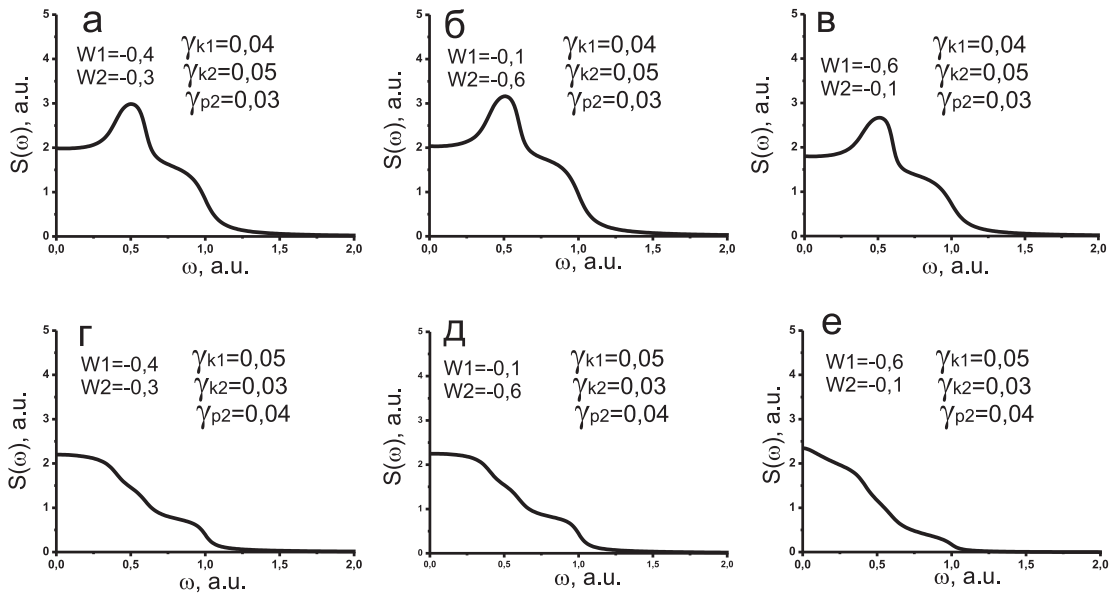 а
W1=-0,4
W2=-0,3
γk1=0,04
γk2=0,05
γp2=0,03
S(ω), a.u.
5
4
3
2
1
0
0,0 0,5 1,0 1,5 2,0
ω, a.u.
б
W1=-0,1
W2=-0,6
γk1=0,04
γk2=0,05
γp2=0,03
S(ω), a.u.
5
4
3
2
1
0
0,0 0,5 1,0 1,5 2,0
ω, a.u.
в
W1=-0,6
W2=-0,1
γk1=0,04
γk2=0,05
γp2=0,03
S(ω), a.u.
5
4
3
2
1
0
0,0 0,5 1,0 1,5 2,0
ω, a.u.
г
W1=-0,4
W2=-0,3
γk1=0,05
γk2=0,03
γp2=0,04
S(ω), a.u.
5
4
3
2
1
0
0,0 0,5 1,0 1,5 2,0
ω, a.u.
д
W1=-0,1
W2=-0,6
γk1=0,05
γk2=0,03
γp2=0,04
S(ω), a.u.
5
4
3
2
1
0
0,0 0,5 1,0 1,5 2,0
ω, a.u.
е
W1=-0,6
W2=-0,1
γk1=0,05
γk2=0,03
γp2=0,04
S(ω), a.u.
5
4
3
2
1
0
0,0 0,5 1,0 1,5 2,0
ω, a.u.